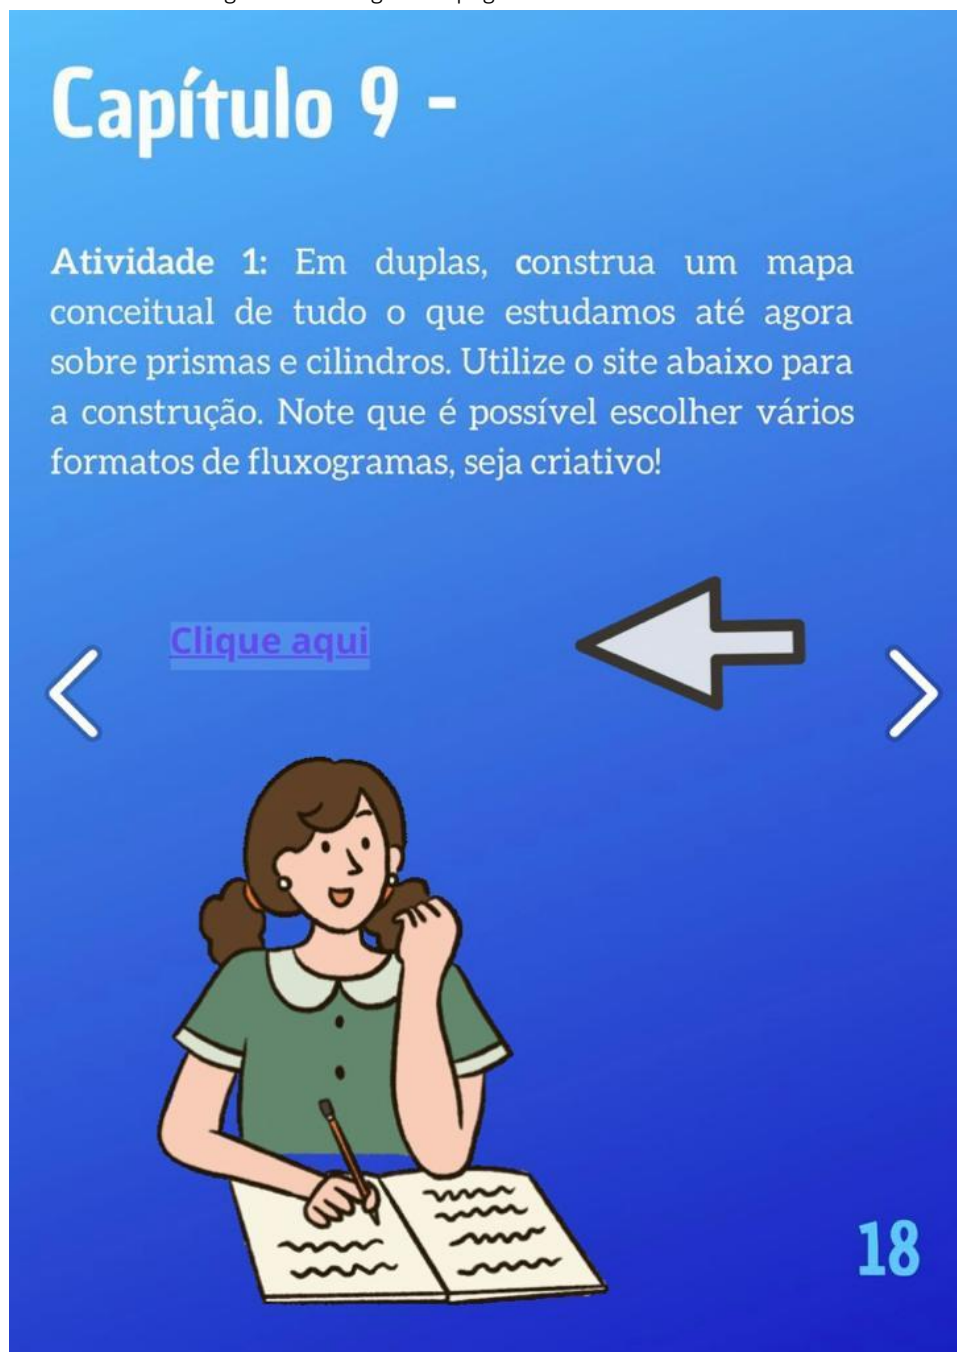 Capítulo 9 -
Atividade 1: Em duplas, construa um mapa
conceitual de tudo o que estudamos até agora
sobre prismas e cilindros. Utilize o site abaixo para
a construção. Note que é possível escolher vários
formatos de fluxogramas, seja criativo!
Clique aqui
18